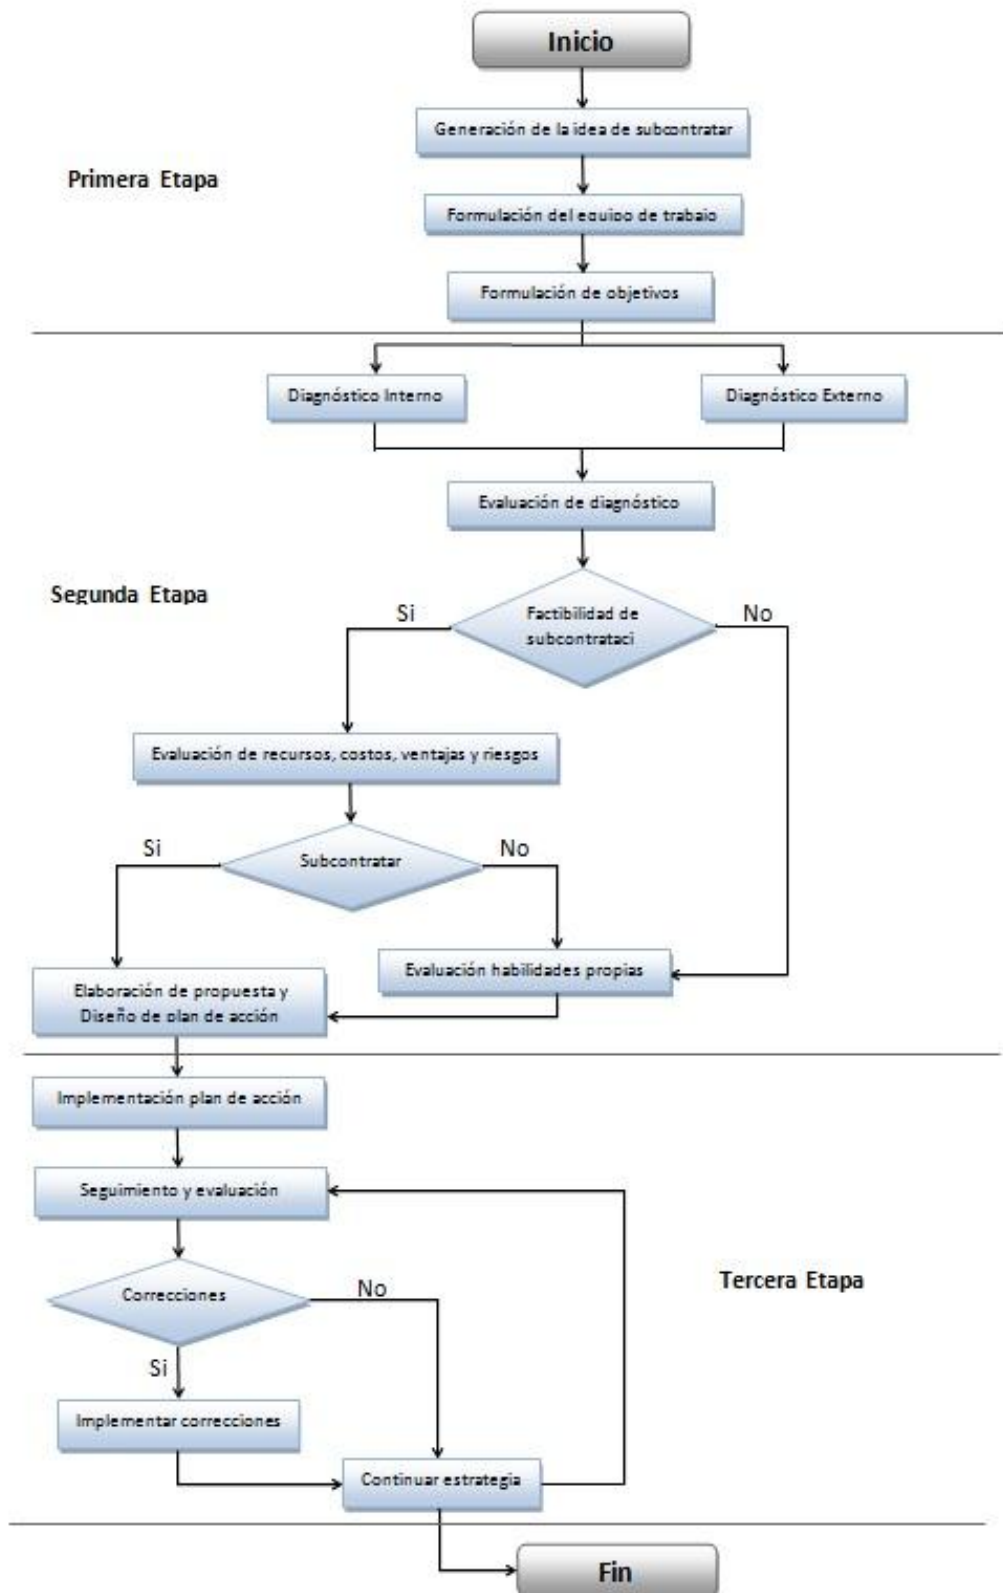 Inicio
Generación de la idea de subcontratar
Primera Etapa
Formulación del equipo de trabajo
Formulación de objetivos
Diagnóstico Interno
Diagnóstico Externo
Evaluación de diagnóstico
Segunda Etapa
Si
Factibilidad de
subcontrataci
No
Evaluación de recursos, costos, ventajas y riesgos
Si
Subcontratar
No
Evaluación habilidades propias
Elaboración de propuesta y
Diseño de plan de acción
Implementación plan de acción
Seguimiento y evaluación
Tercera Etapa
Correcciones
No
Si
Implementar correcciones
Continuar estrategia
Fin